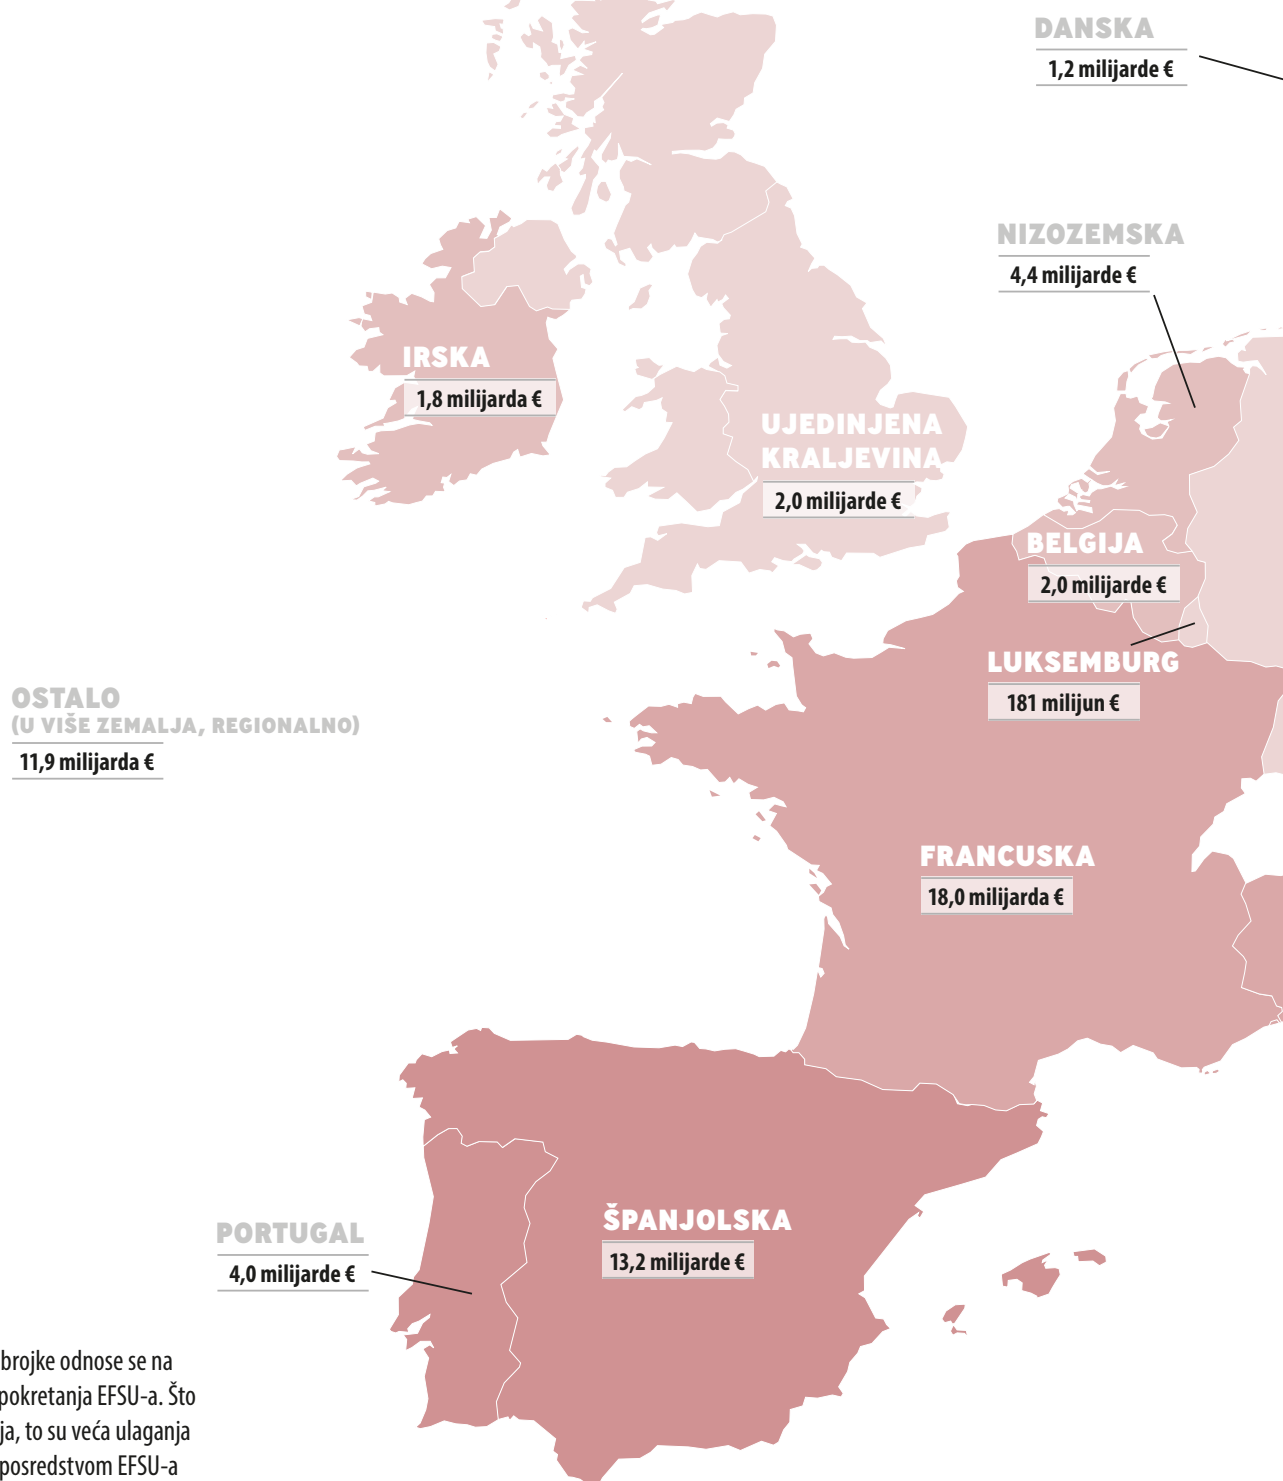 DANSKA
1,2 milijarde €
NIZOZEMSKA
4,4 milijarde €
IRSKA
1,8 milijarda €
UJEDINJENA
KRALJEVINA
2,0 milijarde €
BELGIJA
2,0 milijarde €
LUKSEMBURG
181 milijun €
OSTALO
(U VIŠE ZEMALJA, REGIONALNO)
11,9 milijarda €
FRANCUSKA
18,0 milijarda €
ŠPANJOLSKA
13,2 milijarde €
PORTUGAL
4,0 milijarde €
brojke odnose se na
pokretanja EFSU-a. Što
ja, to su veća ulaganja
posredstvom EFSU-a